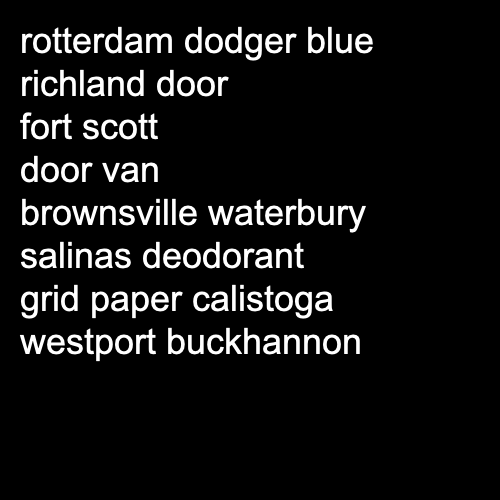 rotterdam dodger blue
richland door
fort scott
door van
brownsville waterbury
salinas deodorant
grid paper calistoga
westport buckhannon